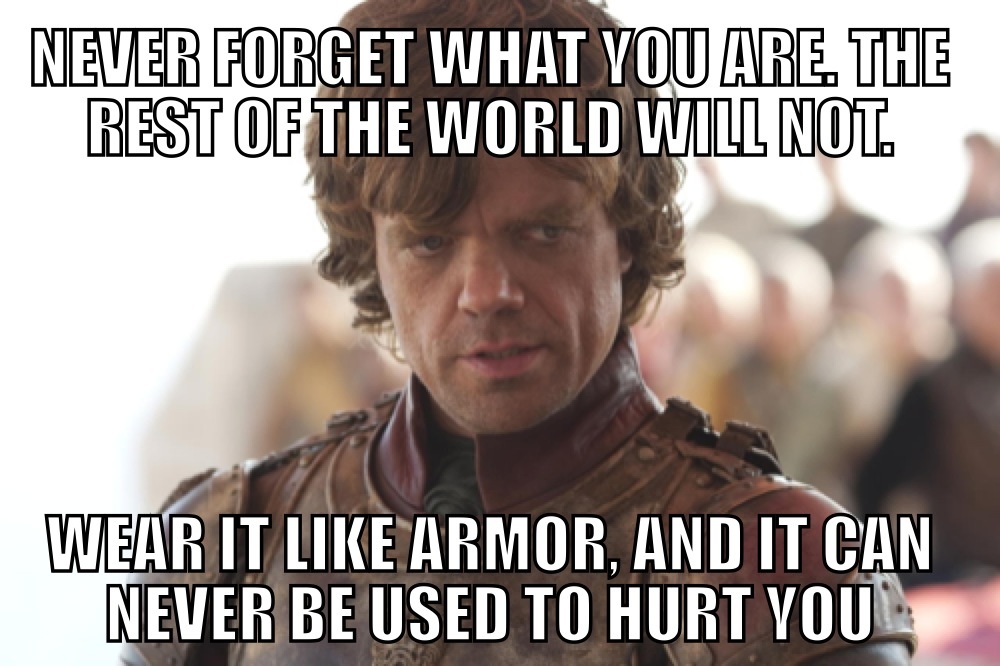 NEVER FORGET WHAT YOU ARE. THE
REST OF THE WORLD WILL NOT.
WEAR IT LIKE ARMOR, AND IT CAN
NEVER BE USED TO HURT YOU